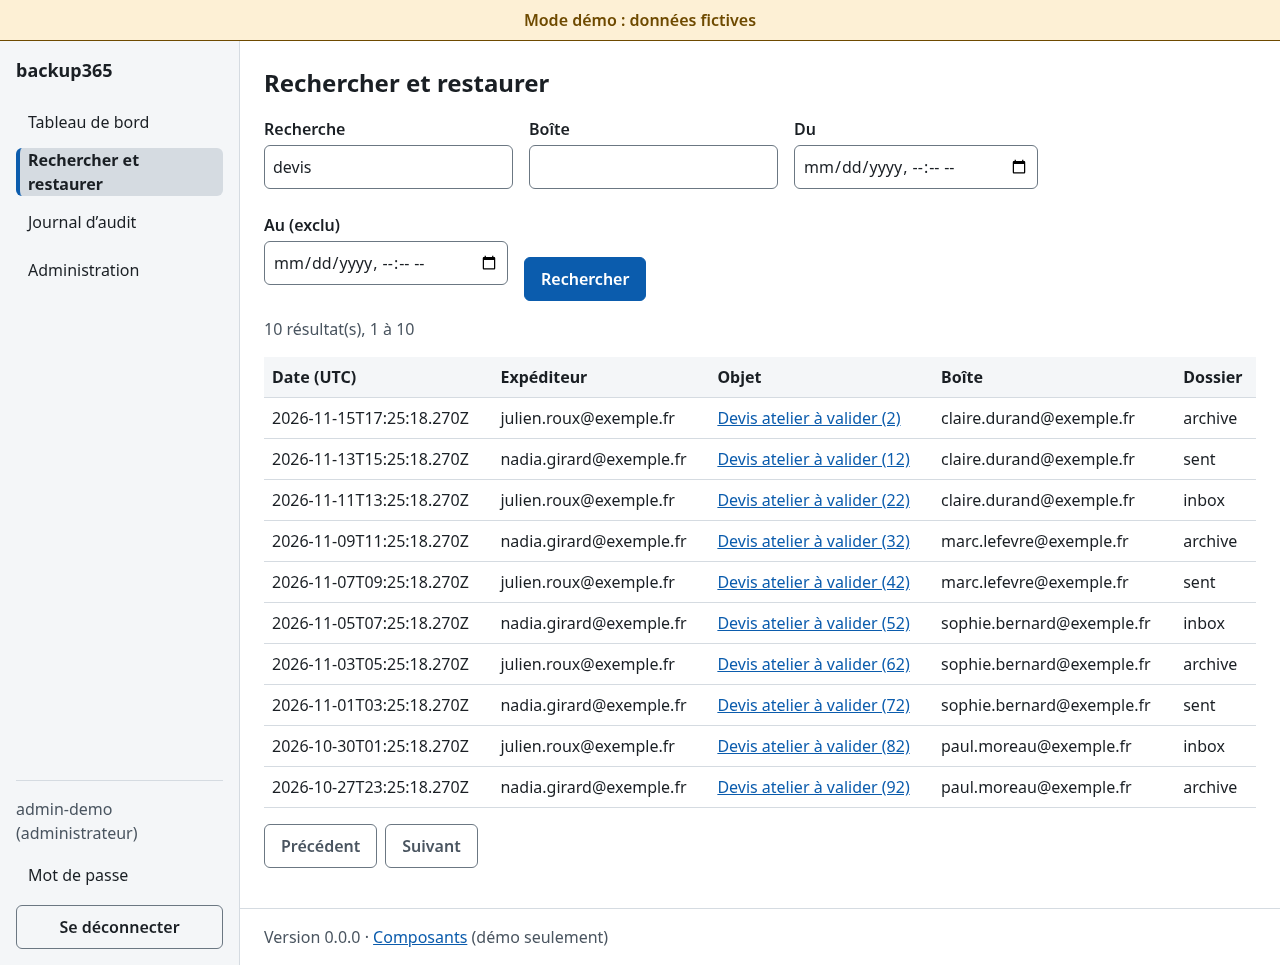 Mode démo : données fictives
backup365
Tableau de bord
Rechercher et
restaurer
Journal d’audit
Administration
admin-demo
(administrateur)
Mot de passe
Se déconnecter
Rechercher et restaurer
Recherche
devis
Boîte
Du
mm/dd/yyyy, --:-- --
Au (exclu)
mm/dd/yyyy, --:-- --
Rechercher
10 résultat(s), 1 à 10
Date (UTC) Expéditeur Objet Boîte Dossier
2026-11-15T17:25:18.270Z julien.roux@exemple.fr Devis atelier à valider (2) claire.durand@exemple.fr archive
2026-11-13T15:25:18.270Z nadia.girard@exemple.fr Devis atelier à valider (12) claire.durand@exemple.fr sent
2026-11-11T13:25:18.270Z julien.roux@exemple.fr Devis atelier à valider (22) claire.durand@exemple.fr inbox
2026-11-09T11:25:18.270Z nadia.girard@exemple.fr Devis atelier à valider (32) marc.lefevre@exemple.fr archive
2026-11-07T09:25:18.270Z julien.roux@exemple.fr Devis atelier à valider (42) marc.lefevre@exemple.fr sent
2026-11-05T07:25:18.270Z nadia.girard@exemple.fr Devis atelier à valider (52) sophie.bernard@exemple.fr inbox
2026-11-03T05:25:18.270Z julien.roux@exemple.fr Devis atelier à valider (62) sophie.bernard@exemple.fr archive
2026-11-01T03:25:18.270Z nadia.girard@exemple.fr Devis atelier à valider (72) sophie.bernard@exemple.fr sent
2026-10-30T01:25:18.270Z julien.roux@exemple.fr Devis atelier à valider (82) paul.moreau@exemple.fr inbox
2026-10-27T23:25:18.270Z nadia.girard@exemple.fr Devis atelier à valider (92) paul.moreau@exemple.fr archive
Précédent Suivant
Version 0.0.0 · Composants (démo seulement)